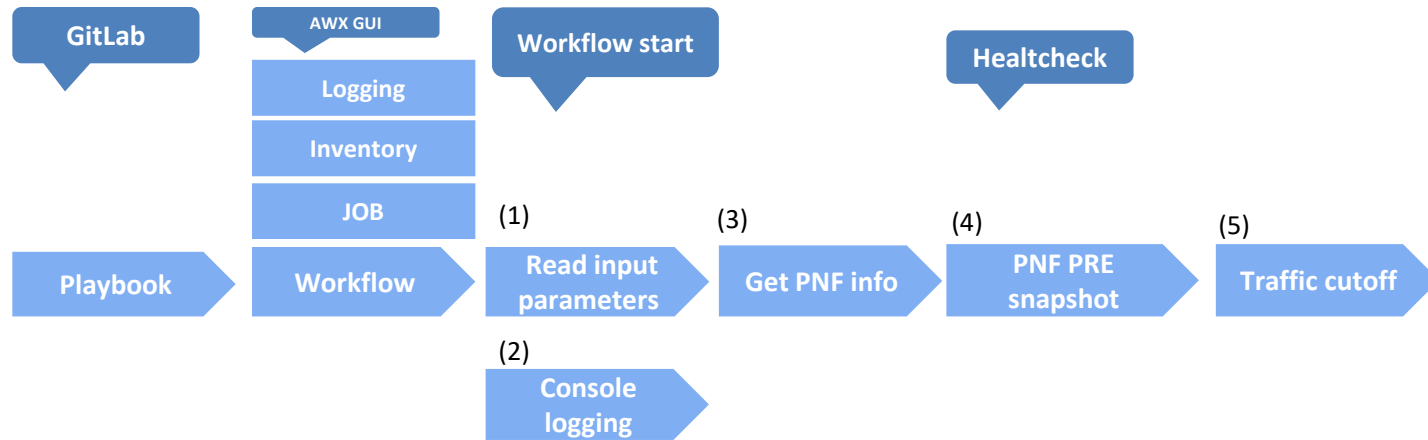 GitLab
AWX GUI
Workflow start
Healtcheck
Logging
Inventory
JOB
(1)
(3)
(4)
(5)
Playbook
Workflow
Read input
parameters
Get PNF info
PNF PRE
snapshot
Traffic cutoff
(2)
Console
logging